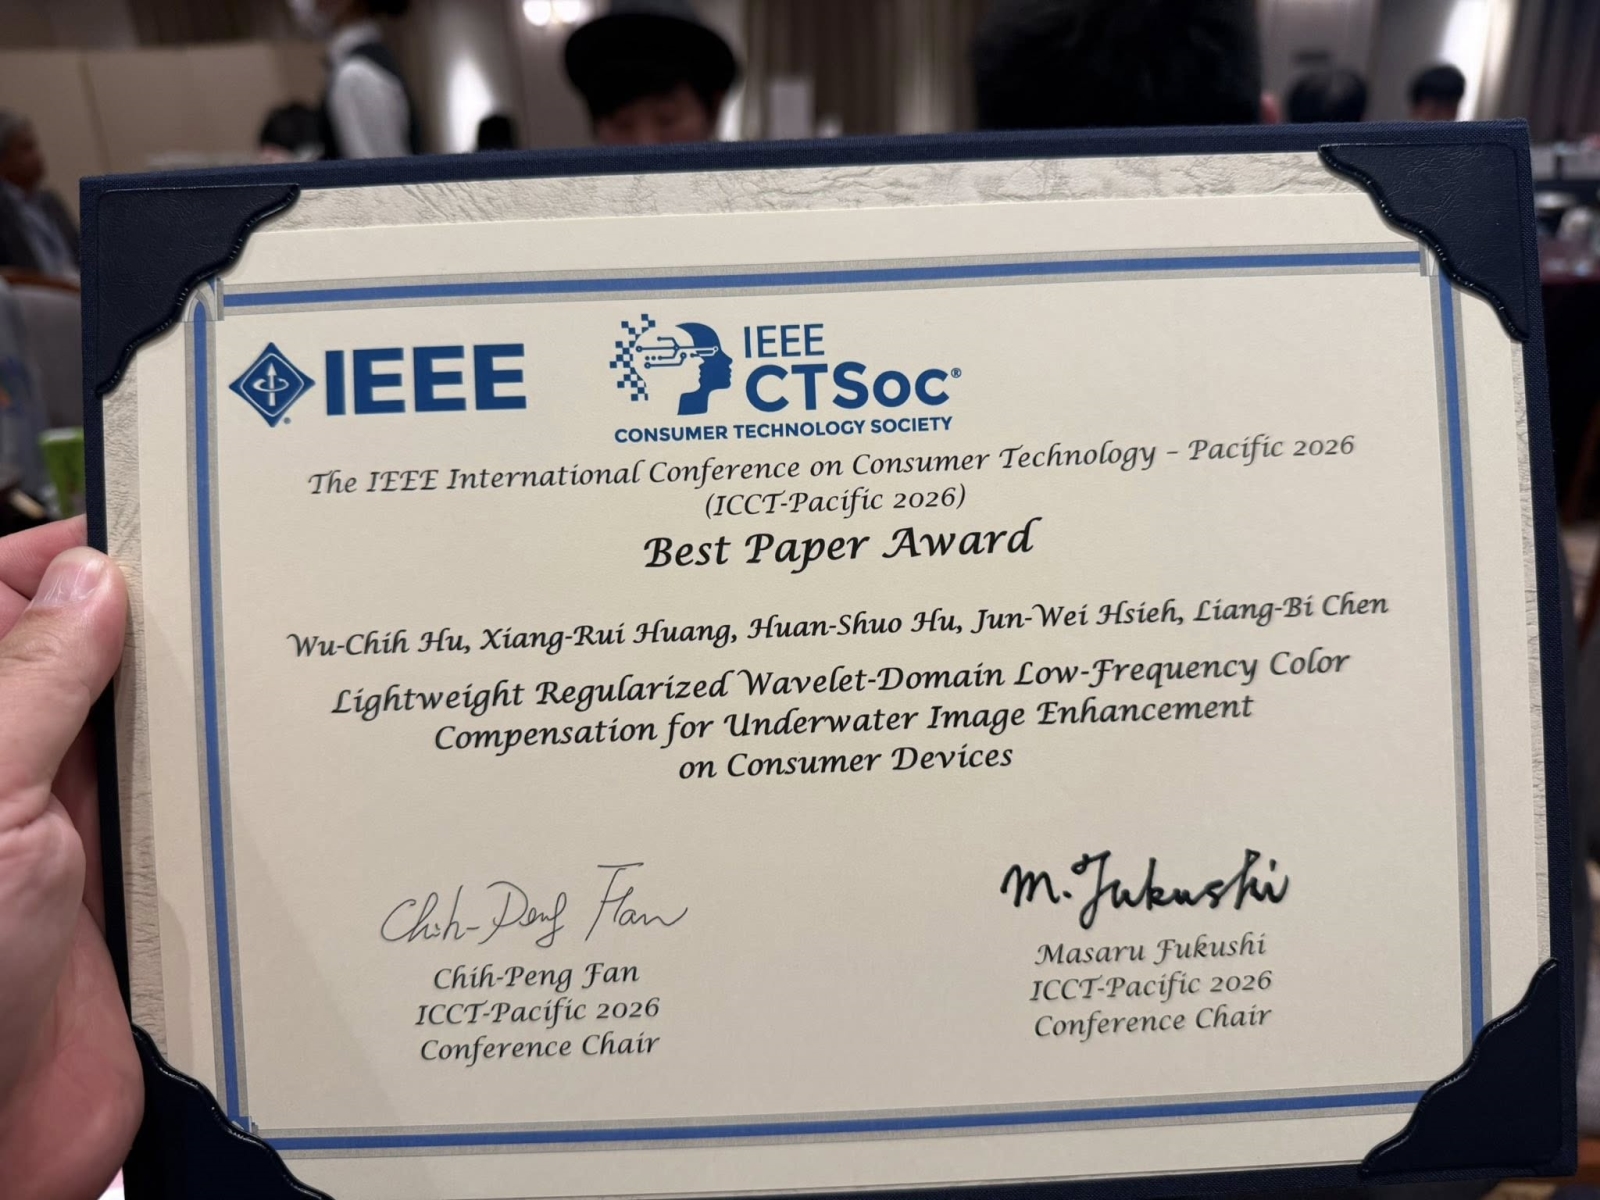 IEEE
IEEE
CTSoc®
CONSUMER TECHNOLOGY SOCIETY
The IEEE International Conference on Consumer Technology – Pacific 2026
(ICCT-Pacific 2026)
Best Paper Award
Wu-Chih Hu, Xiang-Rui Huang, Huan-Shuo Hu, Jun-Wei Hsieh, Liang-Bi Chen
Lightweight Regularized Wavelet-Domain Low-Frequency Color
Compensation for Underwater Image Enhancement
on Consumer Devices
Chih-Peng Fan
Chih-Peng Fan
ICCT-Pacific 2026
Conference Chair
M. Fukushi
Masaru Fukushi
ICCT-Pacific 2026
Conference Chair